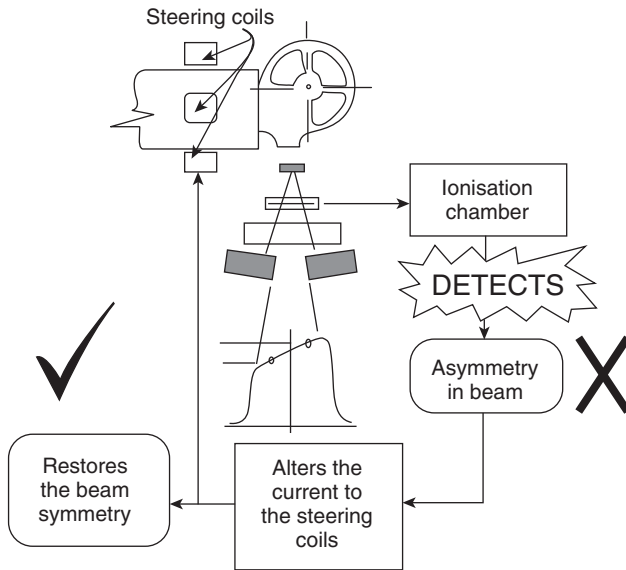 Steering coils
Ionisation
chamber
DETECTS
Asymmetry
in beam
Alters the
current to
the steering
coils
Restores
the beam
symmetry